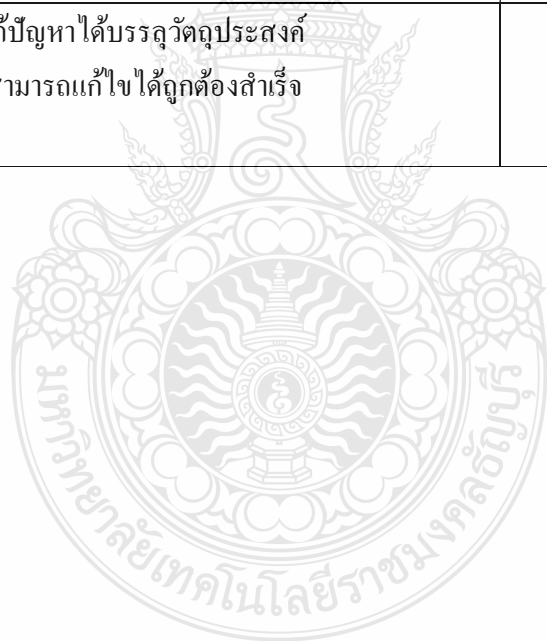 ก้ปัญหาได้บรรลุวัตถุประสงค์
สามารถแก้ไขได้ถูกต้องสำเร็จ
มหาวิทยาลัยเทคโนโลยีราชมงคลธัญบุรี